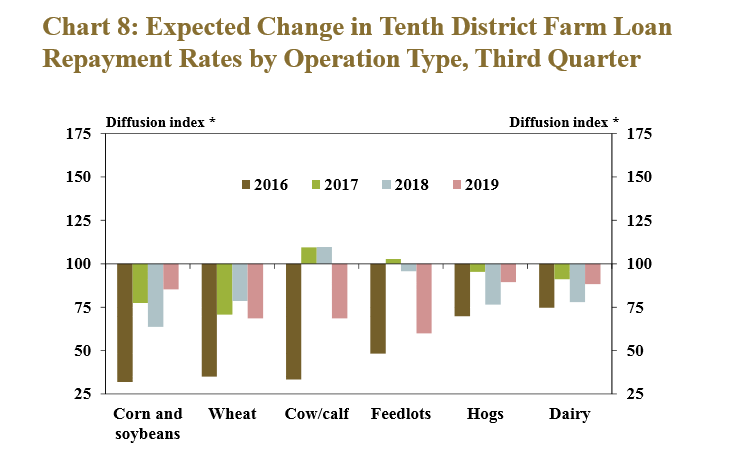 Chart 8: Expected Change in Tenth District Farm Loan
Repayment Rates by Operation Type, Third Quarter
Diffusion index *
Diffusion index *
175
175
150
150
2016
2017
2018
2019
125
125
100
100
75
75
50
50
25
25
Corn and
soybeans
Wheat
Cow/calf
Feedlots
Hogs
Dairy